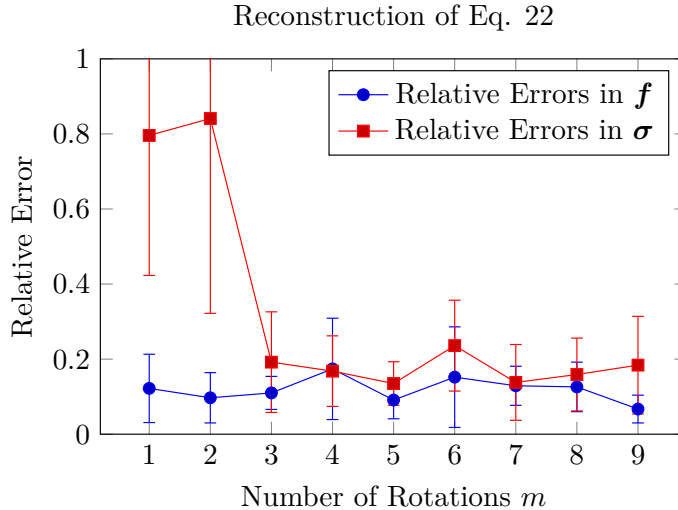 Reconstruction of Eq. 22
Relative Errors in f
Relative Errors in σ
Relative Error
1
0.8
0.6
0.4
0.2
0
1 2 3 4 5 6 7 8 9
Number of Rotations m